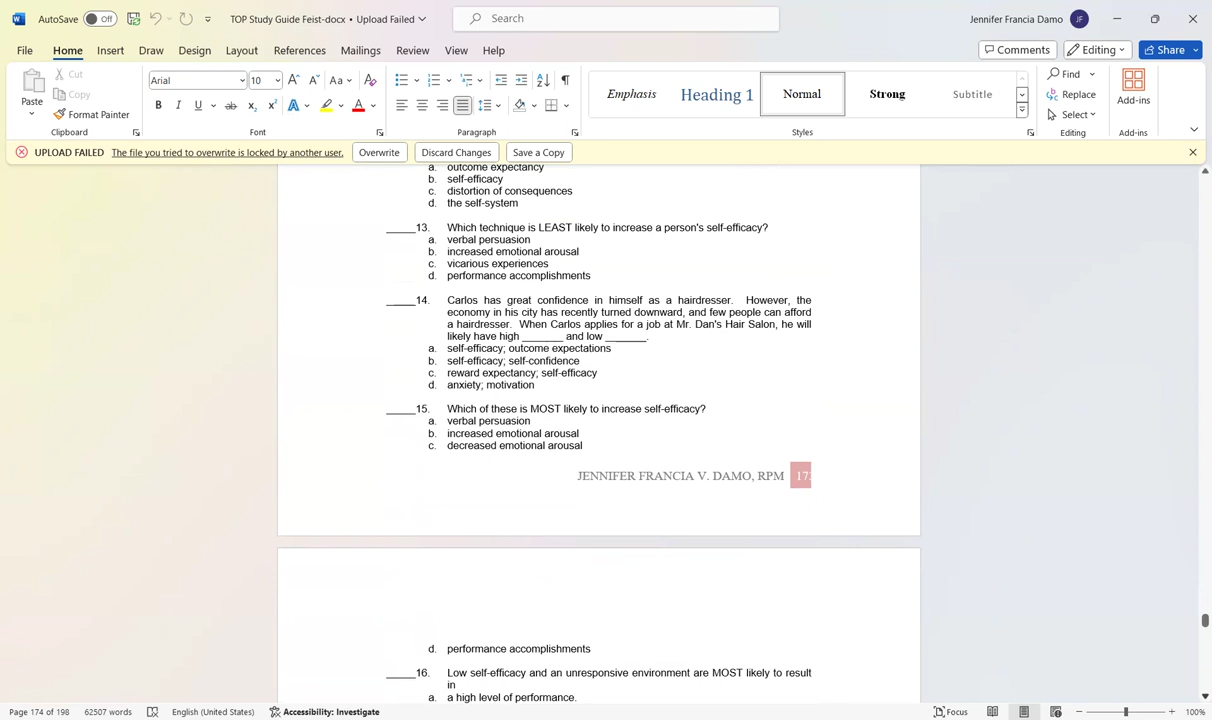 AutoSave Off TOP Study Guide Feist-docx • Upload Failed Search Jennifer Francia Damo JF
File Home Insert Draw Design Layout References Mailings Review View Help Comments Editing Share
Paste Cut Copy Format Painter Clipboard
Arial 10 Aa Font
Paragraph
Emphasis Heading 1 Normal Strong Subtitle Styles
Find Replace Select Editing
Add-ins Add-ins
UPLOAD FAILED The file you tried to overwrite is locked by another user. Overwrite Discard Changes Save a Copy
a. outcome expectancy
b. self-efficacy
c. distortion of consequences
d. the self-system
_____13. Which technique is LEAST likely to increase a person's self-efficacy?
a. verbal persuasion
b. increased emotional arousal
c. vicarious experiences
d. performance accomplishments
_____14. Carlos has great confidence in himself as a hairdresser. However, the
economy in his city has recently turned downward, and few people can afford
a hairdresser. When Carlos applies for a job at Mr. Dan's Hair Salon, he will
likely have high _______ and low _______.
a. self-efficacy; outcome expectations
b. self-efficacy; self-confidence
c. reward expectancy; self-efficacy
d. anxiety; motivation
_____15. Which of these is MOST likely to increase self-efficacy?
a. verbal persuasion
b. increased emotional arousal
c. decreased emotional arousal
JENNIFER FRANCIA V. DAMO, RPM
d. performance accomplishments
_____16. Low self-efficacy and an unresponsive environment are MOST likely to result
in
a. a high level of performance.
Page 174 of 198 62507 words English (United States) Accessibility: Investigate Focus 100%